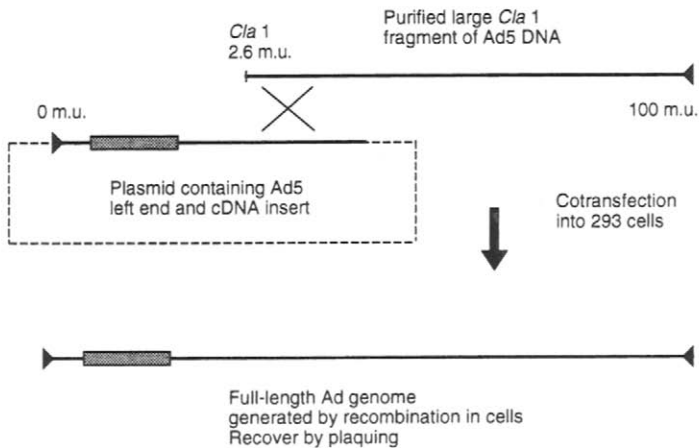 Cla 1
2.6 m.u.
Purified large Cla 1
fragment of Ad5 DNA
0 m.u.
100 m.u.
Plasmid containing Ad5
left end and cDNA insert
Cotransfection
into 293 cells
Full-length Ad genome
generated by recombination in cells
Recover by plaquing